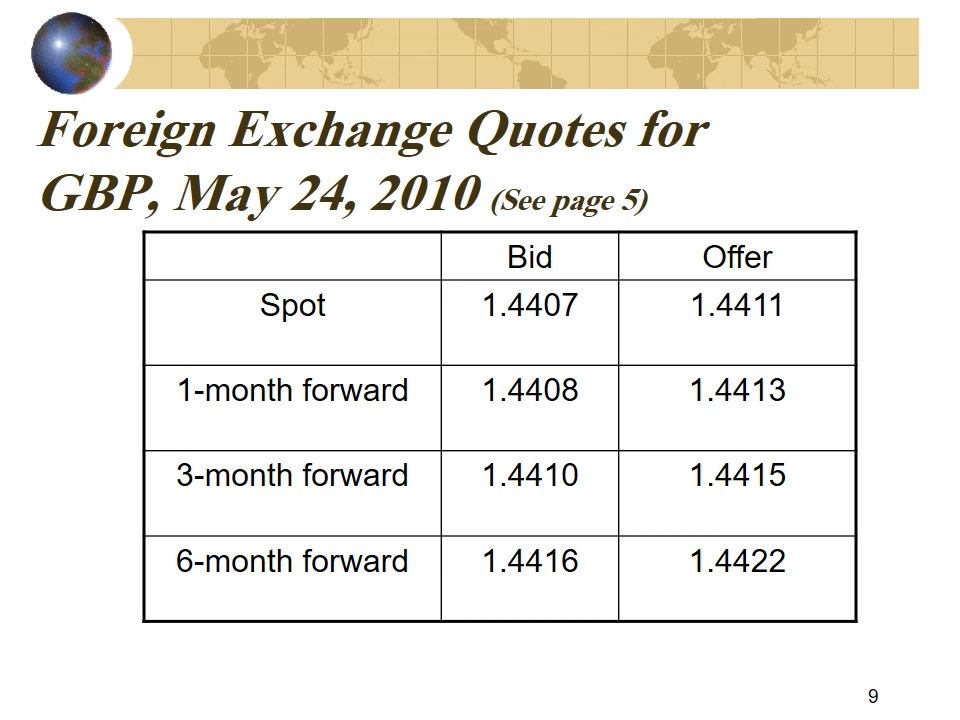 Foreign Exchange Quotes for
GBP, May 24, 2010 (See page 5)
Bid Offer
Spot 1.4407 1.4411
1-month forward 1.4408 1.4413
3-month forward 1.4410 1.4415
6-month forward 1.4416 1.4422
9